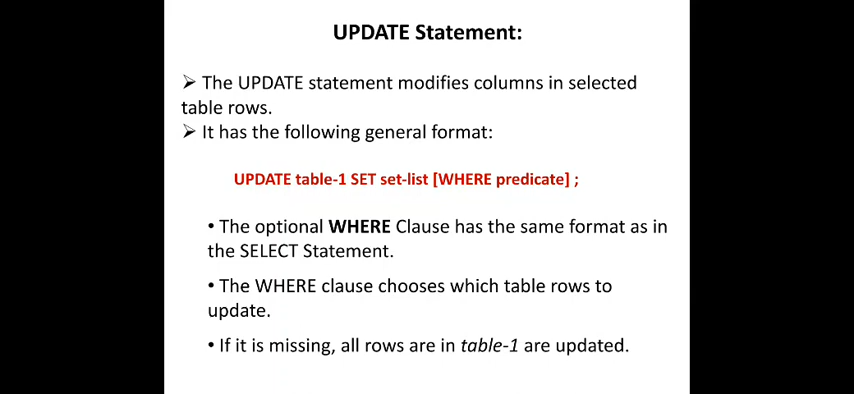 UPDATE Statement:
➢ The UPDATE statement modifies columns in selected
table rows.
➢ It has the following general format:
UPDATE table-1 SET set-list [WHERE predicate] ;
• The optional WHERE Clause has the same format as in
the SELECT Statement.
• The WHERE clause chooses which table rows to
update.
• If it is missing, all rows are in table-1 are updated.